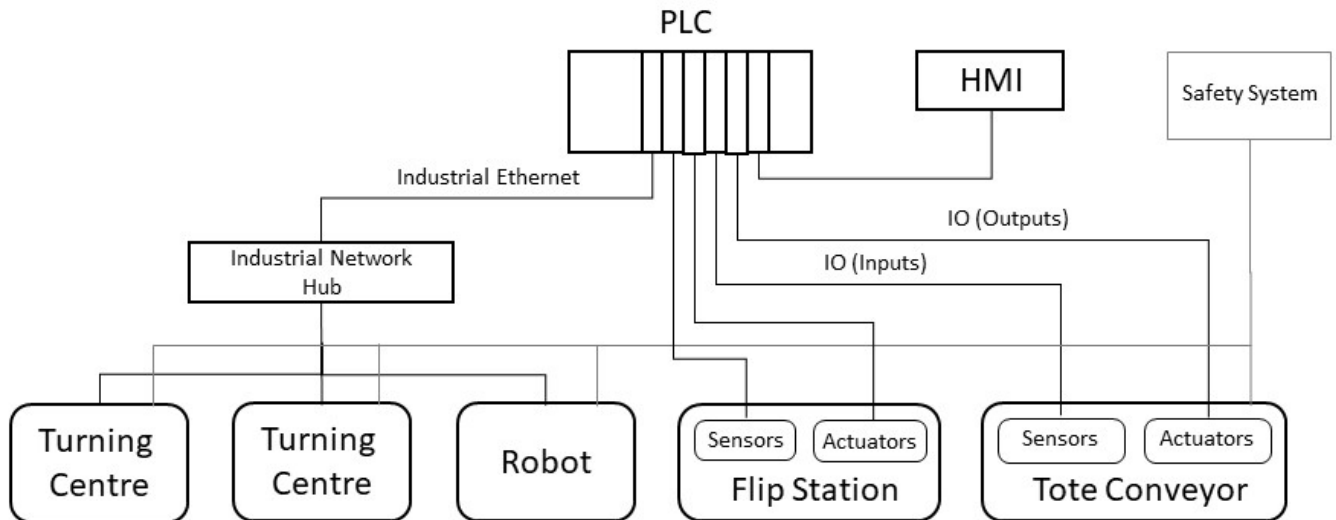 PLC
HMI
Safety System
Industrial Ethernet
IO (Outputs)
Industrial Network
Hub
IO (Inputs)
Turning
Centre
Turning
Centre
Robot
Sensors
Actuators
Flip Station
Sensors
Actuators
Tote Conveyor